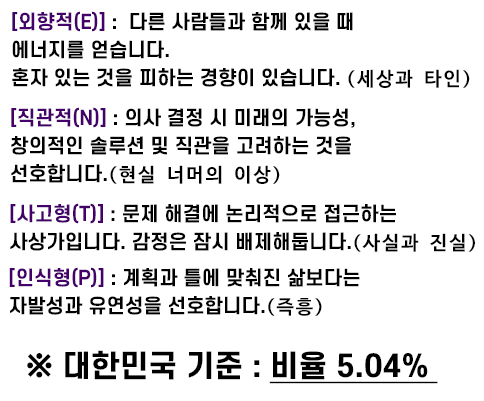 [외향적(E)] : 다른 사람들과 함께 있을 때
에너지를 얻습니다.
혼자 있는 것을 피하는 경향이 있습니다. (세상과 타인)
[직관적(N)] : 의사 결정 시 미래의 가능성,
창의적인 솔루션 및 직관을 고려하는 것을
선호합니다.(현실 너머의 이상)
[사고형(T)] : 문제 해결에 논리적으로 접근하는
사상가입니다. 감정은 잠시 배제해둡니다.(사실과 진실)
[인식형(P)] : 계획과 틀에 맞춰진 삶보다는
자발성과 유연성을 선호합니다.(즉흥)
※ 대한민국 기준 : 비율 5.04%